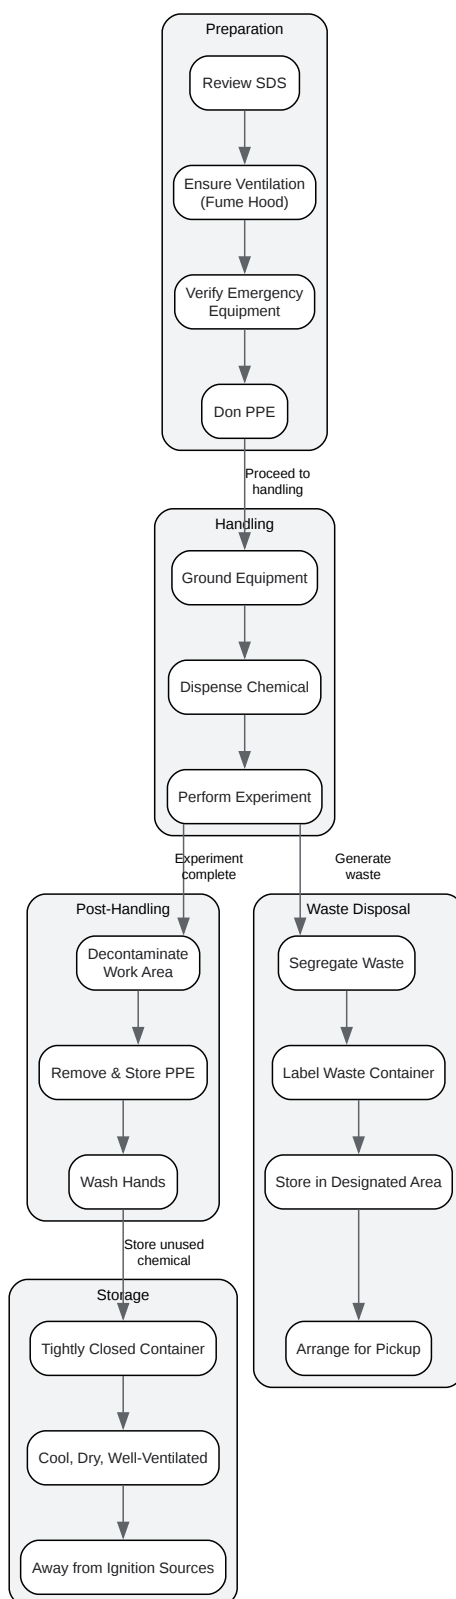 Preparation
Review SDS
Ensure Ventilation
(Fume Hood)
Verify Emergency
Equipment
Don PPE
Proceed to
handling
Handling
Ground Equipment
Dispense Chemical
Perform Experiment
Experiment
complete
Generate
waste
Post-Handling
Decontaminate
Work Area
Remove & Store PPE
Wash Hands
Waste Disposal
Segregate Waste
Label Waste Container
Store in Designated Area
Arrange for Pickup
Store unused
chemical
Storage
Tightly Closed Container
Cool, Dry, Well-Ventilated
Away from Ignition Sources